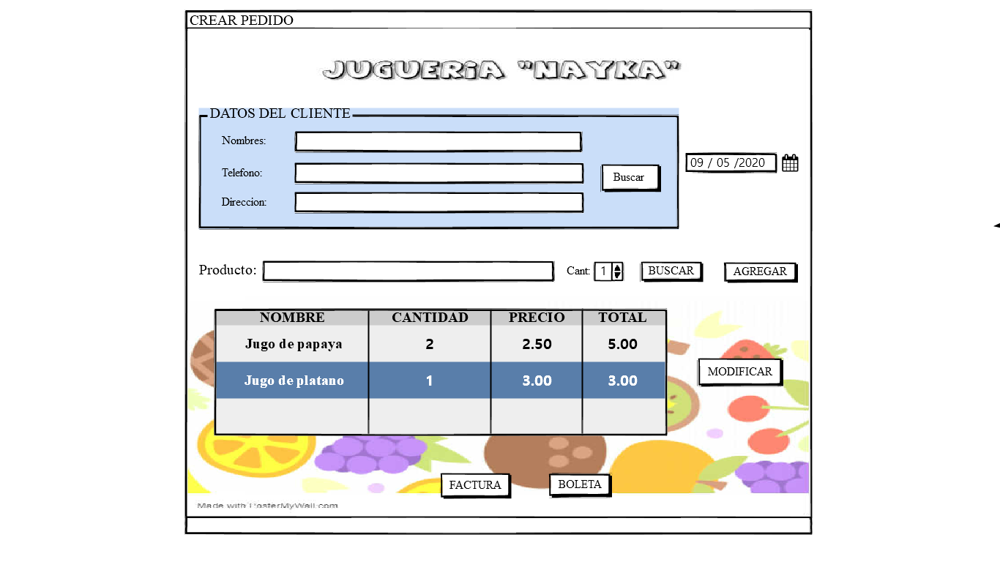 CREAR PEDIDO
JUGUERiA "NAYKA"
DATOS DEL CLIENTE
Nombres:
Telefono:
Direccion:
Buscar
09 / 05 /2020
Producto:
Cant: 1
BUSCAR
AGREGAR
NOMBRE CANTIDAD PRECIO TOTAL
Jugo de papaya 2 2.50 5.00
Jugo de platano 1 3.00 3.00
MODIFICAR
FACTURA
BOLETA
Made with PosterMyWall.com